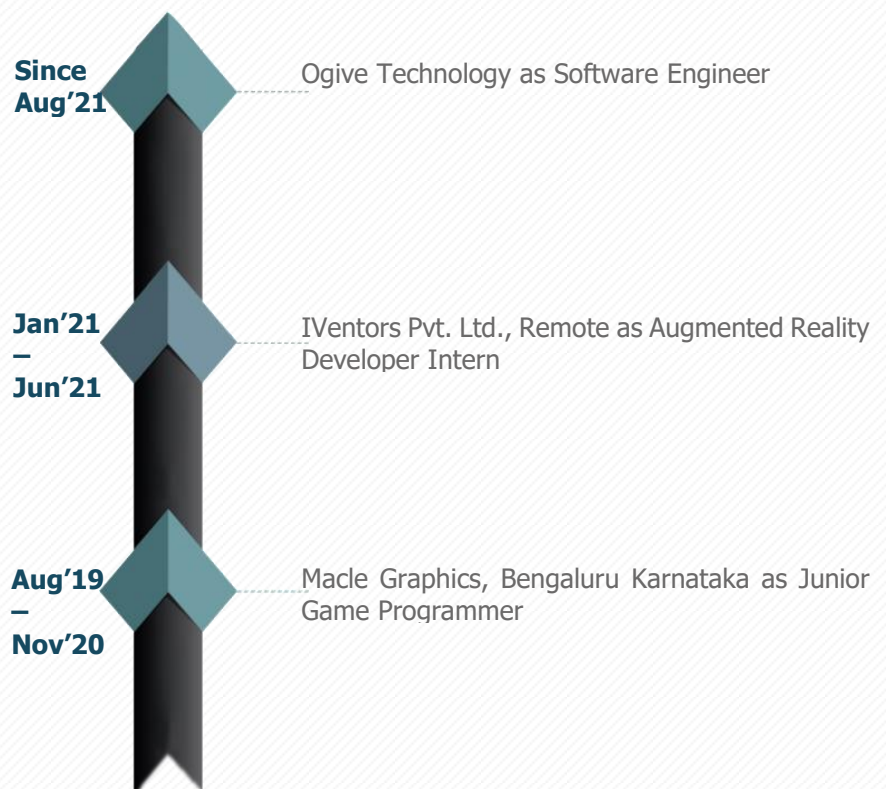 Since
Aug’21
Ogive Technology as Software Engineer
Jan’21
–
Jun’21
IVentors Pvt. Ltd., Remote as Augmented Reality
Developer Intern
Aug’19
–
Nov’20
Macle Graphics, Bengaluru Karnataka as Junior
Game Programmer